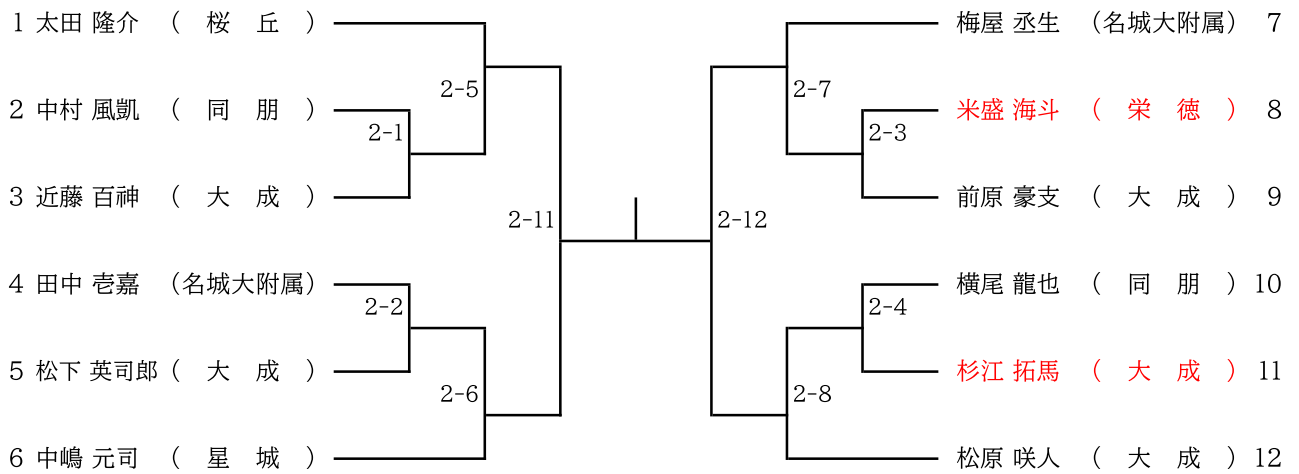 1 太田 隆介 （ 桜 丘 ）
2 中村 風凱 （ 同 朋 ）
3 近藤 百神 （ 大 成 ）
4 田中 壱嘉 （名城大附属）
5 松下 英司郎（ 大 成 ）
6 中嶋 元司 （ 星 城 ）
2-5
2-1
2-11
2-2
2-6
2-7
2-3
2-12
2-4
2-8
梅屋 丞生 （名城大附属） 7
米盛 海斗 （ 栄 徳 ） 8
前原 豪支 （ 大 成 ） 9
横尾 龍也 （ 同 朋 ） 10
杉江 拓馬 （ 大 成 ） 11
松原 咲人 （ 大 成 ） 12